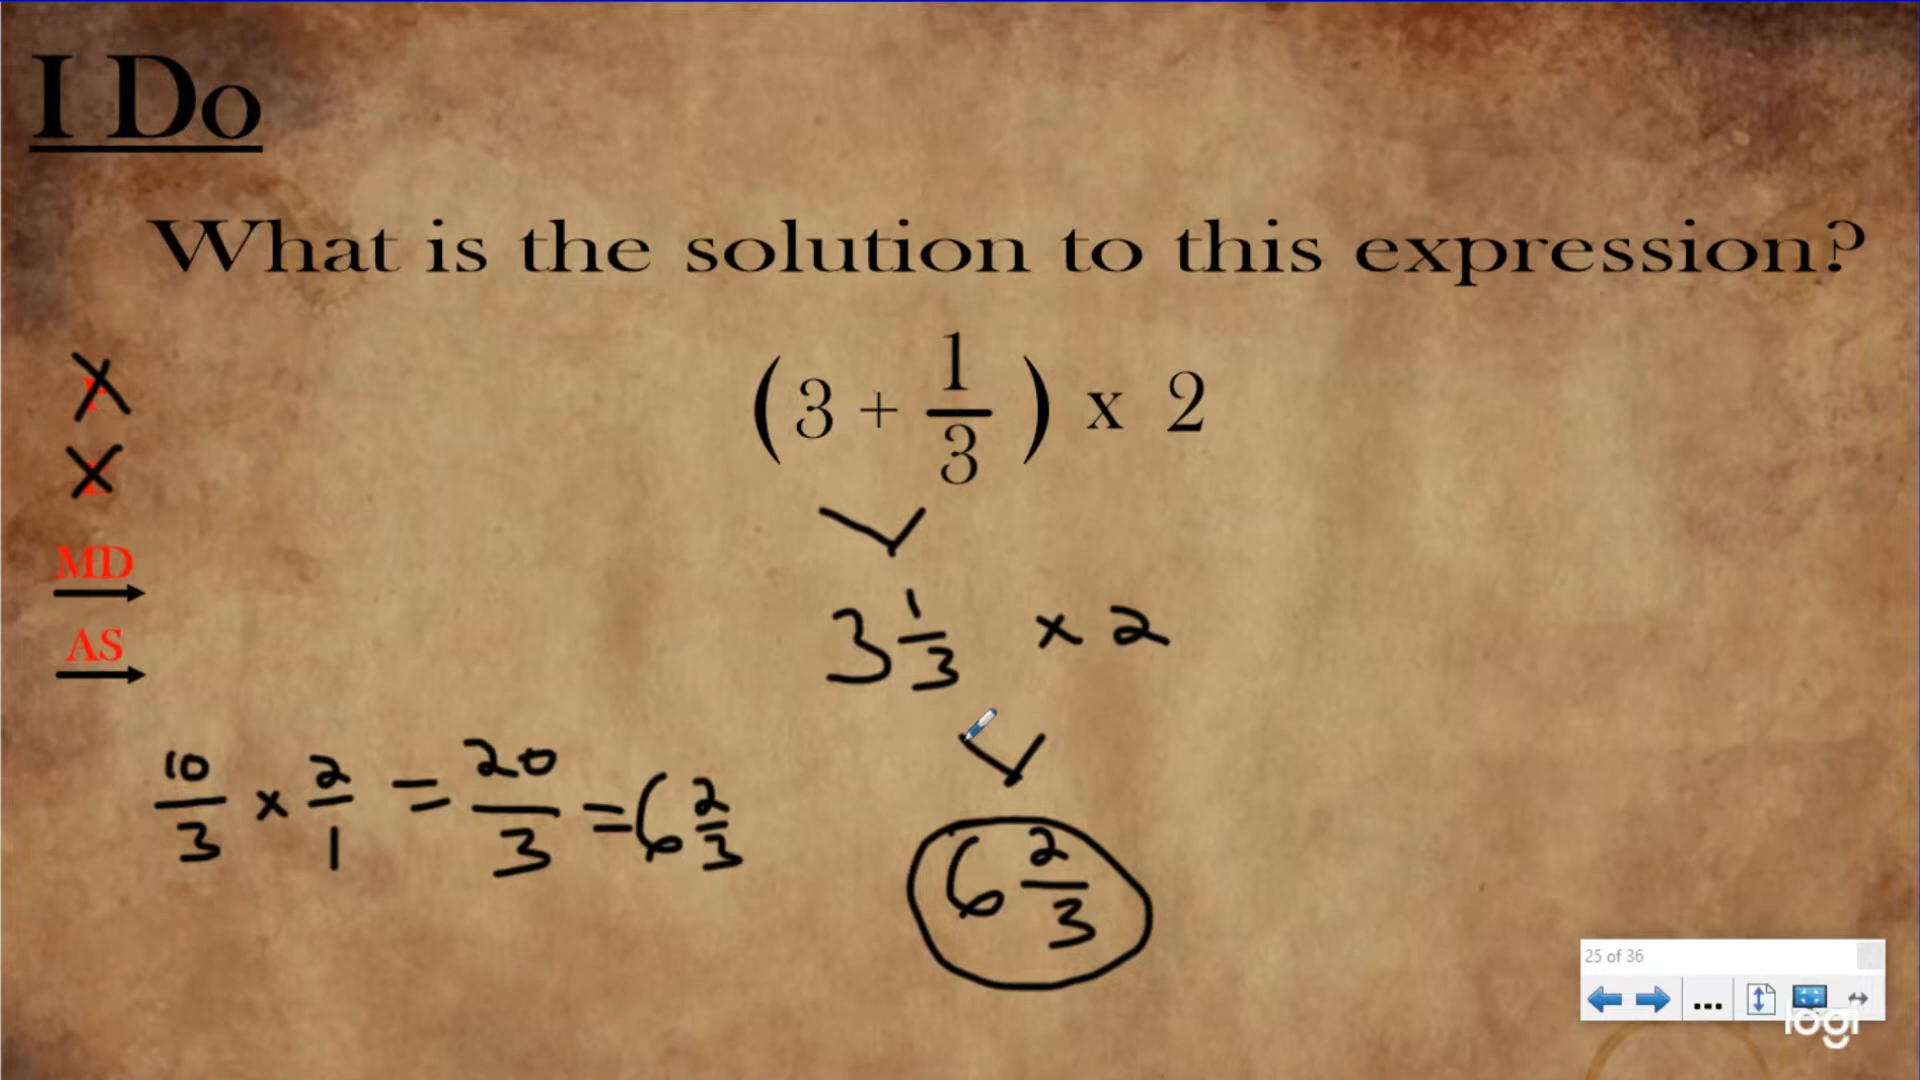 I Do
What is the solution to this expression?
(3 + 1/3) x 2
MD
AS
3 1/3 x 2
10/3 x 2/1 = 20/3 = 6 2/3
6 2/3
25 of 36
...
logi